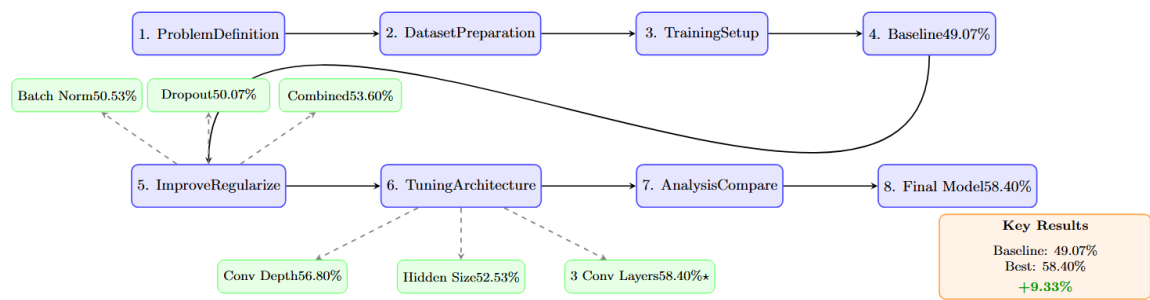 1. ProblemDefinition
2. DatasetPreparation
3. TrainingSetup
4. Baseline49.07%
Batch Norm50.53%
Dropout50.07%
Combined53.60%
5. ImproveRegularize
6. TuningArchitecture
7. AnalysisCompare
8. Final Model58.40%
Conv Depth56.80%
Hidden Size52.53%
3 Conv Layers58.40%⋆
Key Results
Baseline: 49.07%
Best: 58.40%
+9.33%